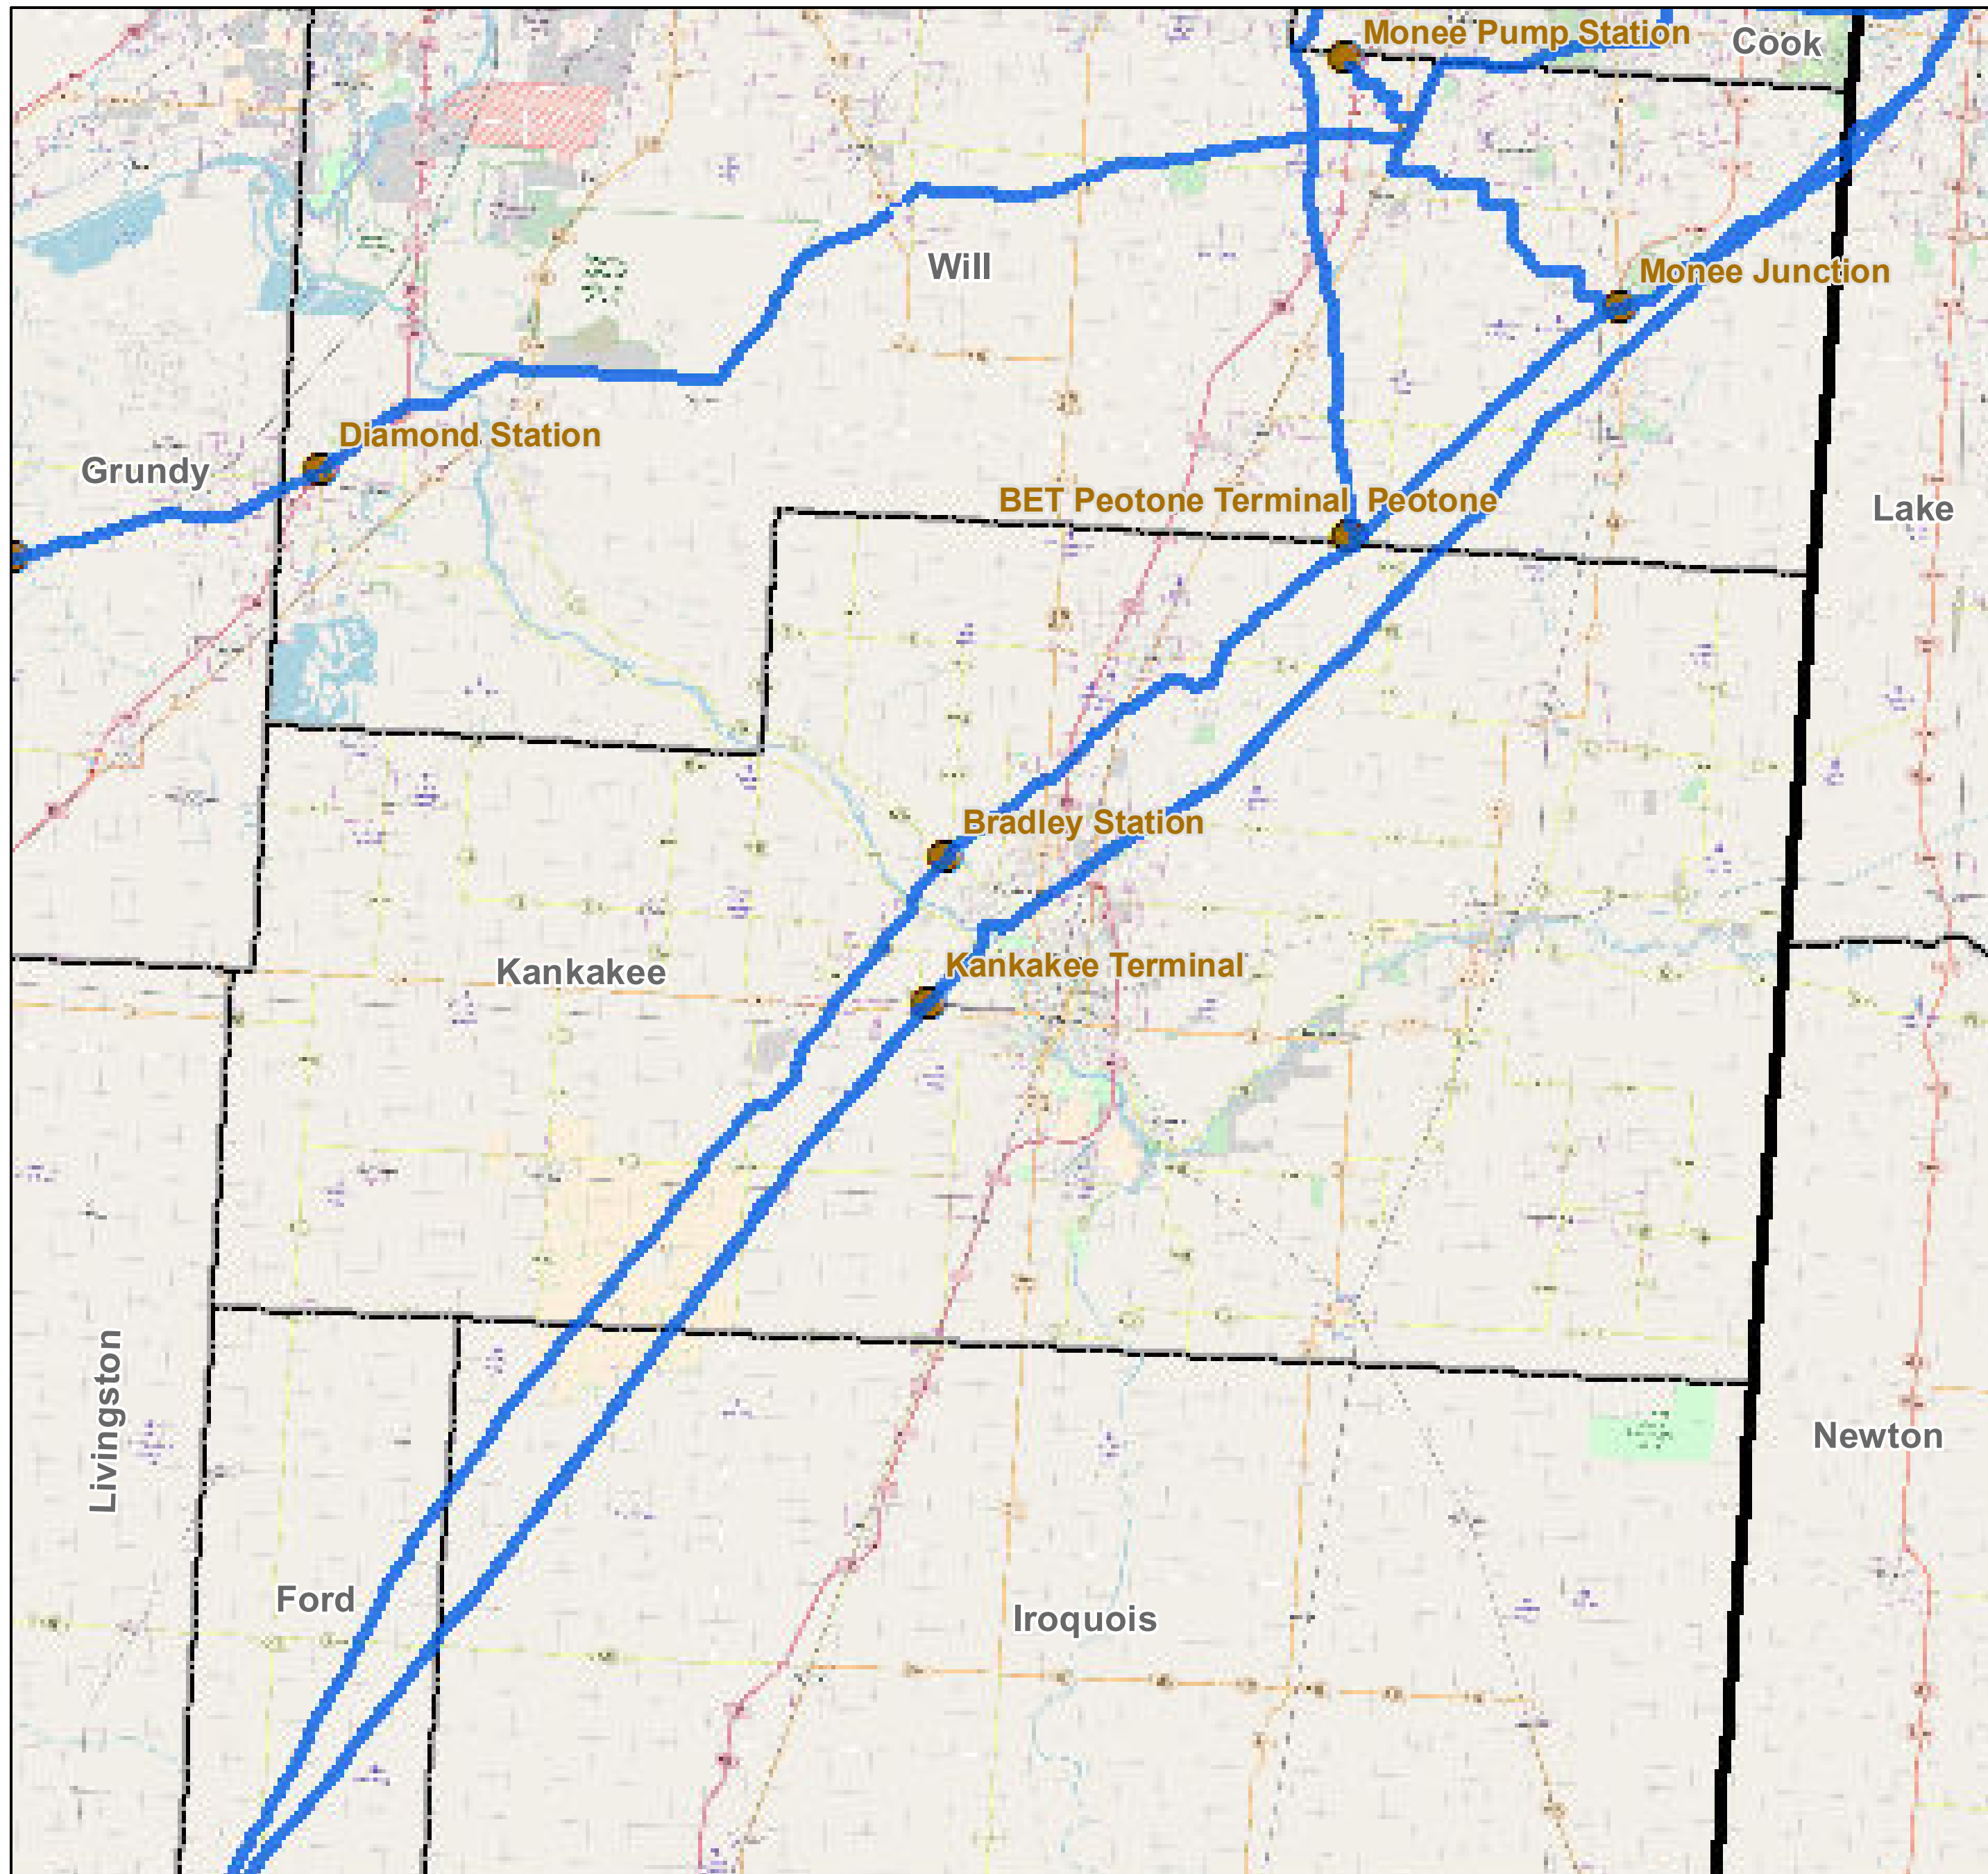 Monee Pump Station
Cook
Will
Monee Junction
Diamond Station
Grundy
BET Peotone Terminal
Peotone
Lake
Bradley Station
Kankakee Terminal
Kankakee
Livingston
Newton
Ford
Iroquois